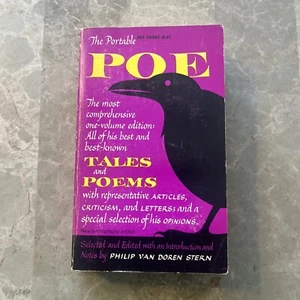 The Portable
POE
The most
comprehensive
one-volume edition:
All of his best and
best-known
TALES
and
POEMS
with representative ARTICLES,
CRITICISM, and LETTERS; and a
special selection of his OPINIONS.
Selected and Edited with an Introduction and
Notes by PHILIP VAN DOREN STERN